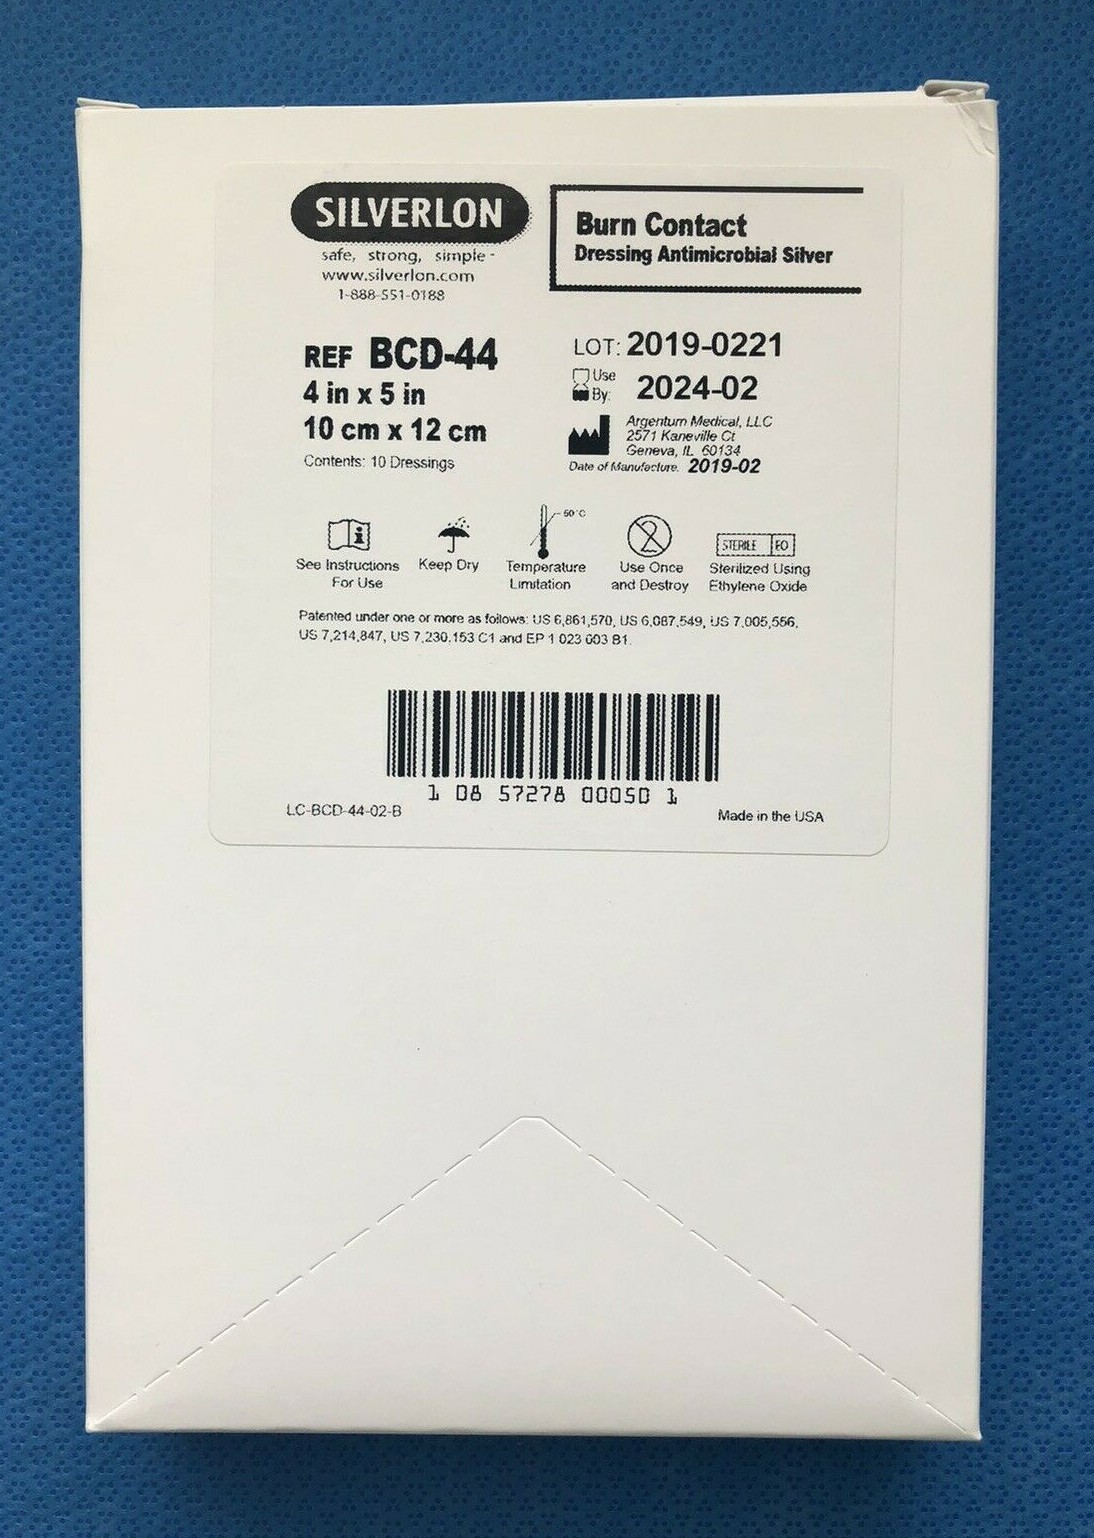 SILVERLON
safe, strong, simple -
www.silverlon.com
1-888-551-0188
Burn Contact
Dressing Antimicrobial Silver
REF BCD-44
4 in x 5 in
10 cm x 12 cm
Contents: 10 Dressings
LOT: 2019-0221
Use
By: 2024-02
Argentum Medical, LLC
2571 Kaneville Ct
Geneva, IL 60134
Date of Manufacture. 2019-02
50°C
2
STERILE EO
See Instructions
For Use
Keep Dry
Temperature
Limitation
Use Once
and Destroy
Sterilized Using
Ethylene Oxide
Patented under one or more as follows: US 6,861,570, US 6,087,549, US 7,005,556,
US 7,214,847, US 7,230,153 C1 and EP 1 023 003 B1.
1 08 57278 00050 1
LC-BCD-44-02-B
Made in the USA